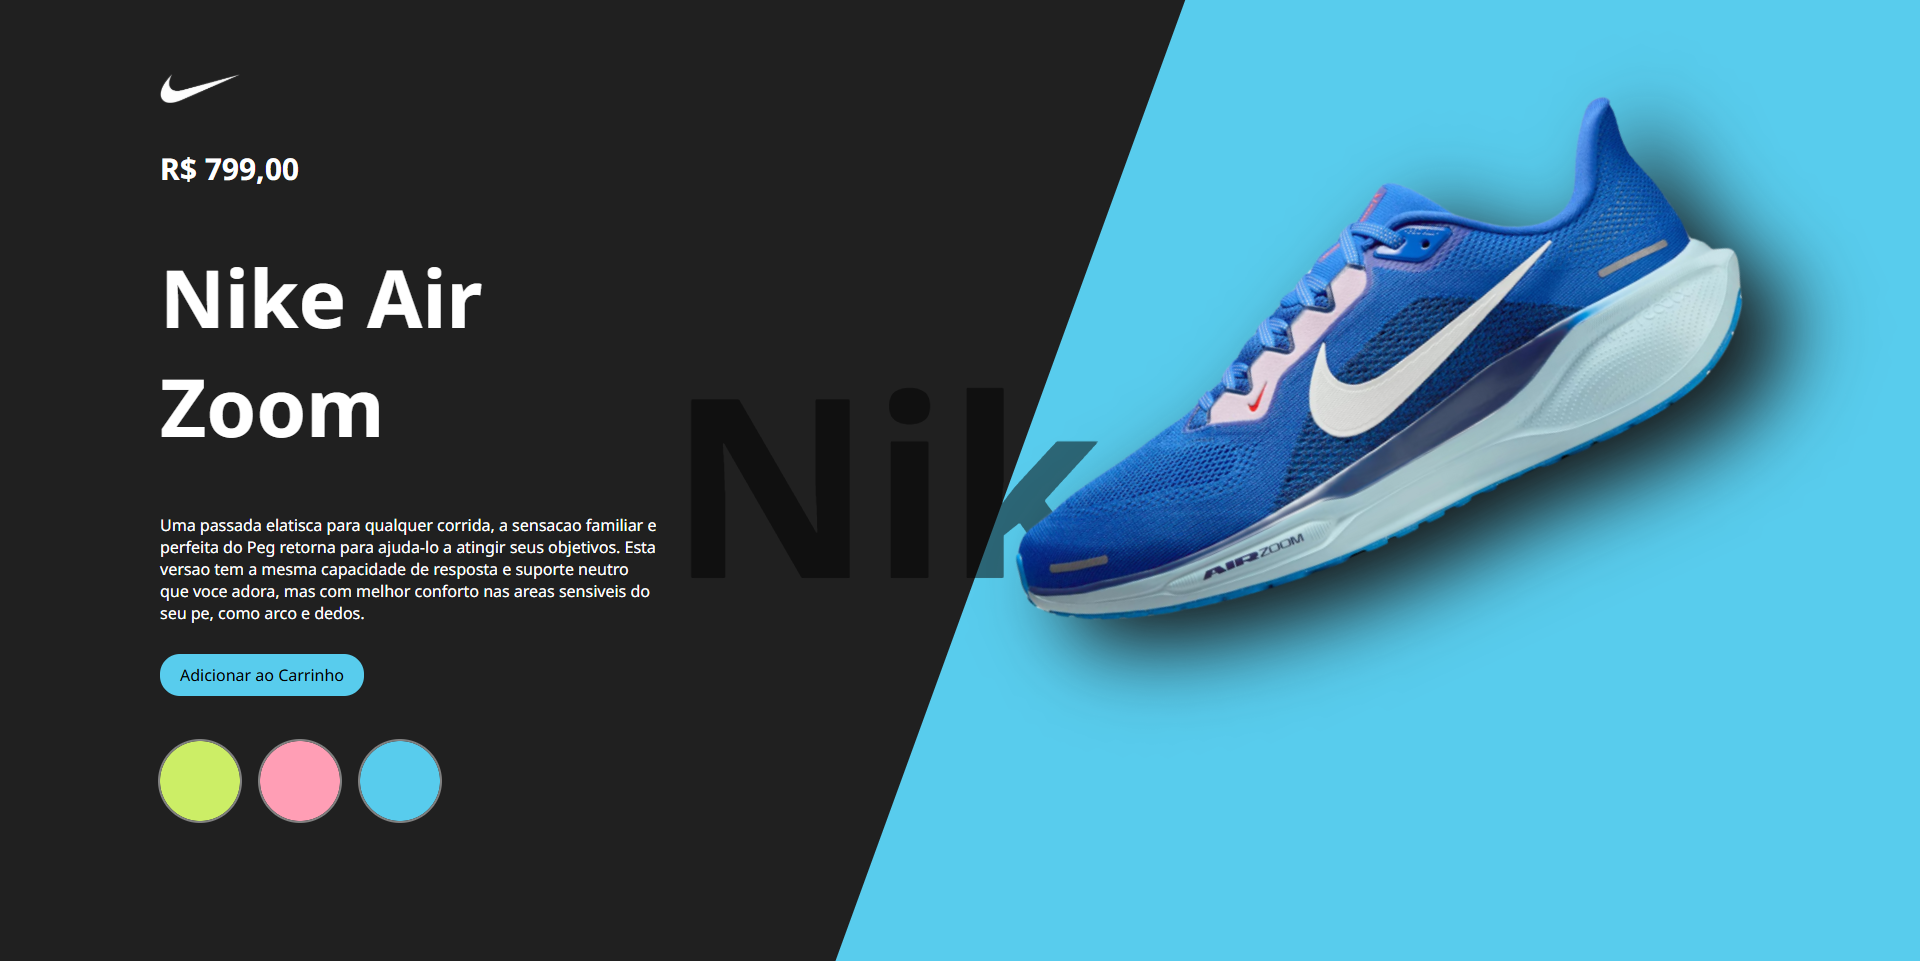 R$ 799,00
Nike Air
Zoom
Nik
Uma passada elatisca para qualquer corrida, a sensacao familiar e
perfeita do Peg retorna para ajuda-lo a atingir seus objetivos. Esta
versao tem a mesma capacidade de resposta e suporte neutro
que voce adora, mas com melhor conforto nas areas sensiveis do
seu pe, como arco e dedos.
Adicionar ao Carrinho
AIR ZOOM